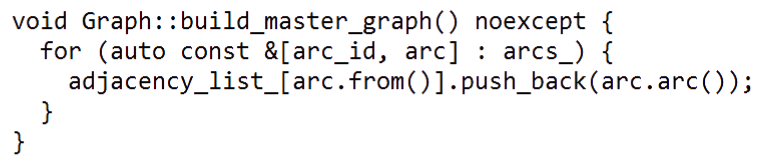 void Graph::build_master_graph() noexcept {
  for (auto const &[arc_id, arc] : arcs_) {
    adjacency_list_[arc.from()].push_back(arc.arc());
  }
}